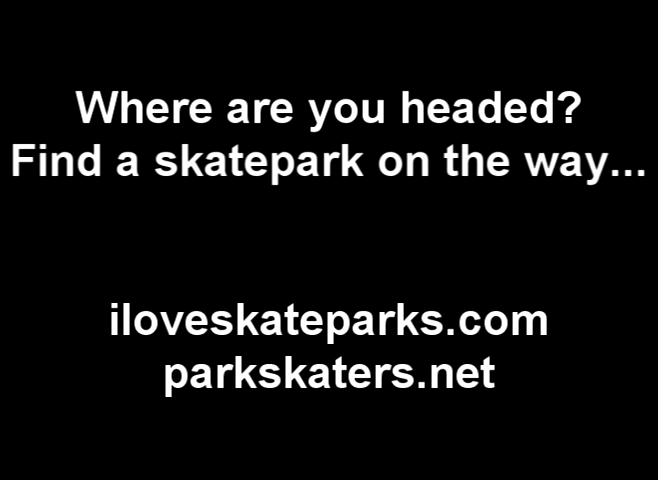 Where are you headed?
Find a skatepark on the way...
iloveskateparks.com
parkskaters.net